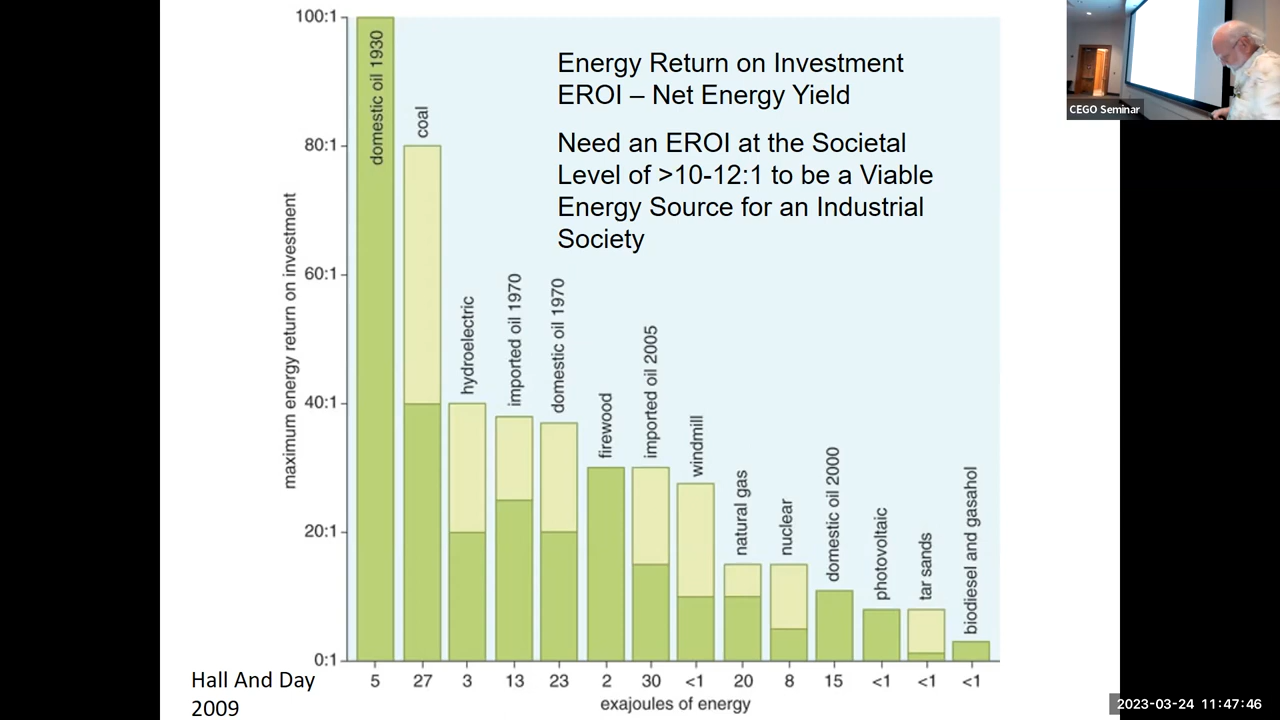 100:1
80:1
60:1
40:1
20:1
0:1
maximum energy return on investment
Energy Return on Investment
EROI – Net Energy Yield
Need an EROI at the Societal
Level of >10-12:1 to be a Viable
Energy Source for an Industrial
Society
domestic oil 1930
coal
hydroelectric
imported oil 1970
domestic oil 1970
firewood
imported oil 2005
windmill
natural gas
nuclear
domestic oil 2000
photovoltaic
tar sands
biodiesel and gasahol
5 27 3 13 23 2 30 <1 20 8 15 <1 <1 <1
exajoules of energy
Hall And Day
2009
CEGO Seminar
2023-03-24 11:47:46